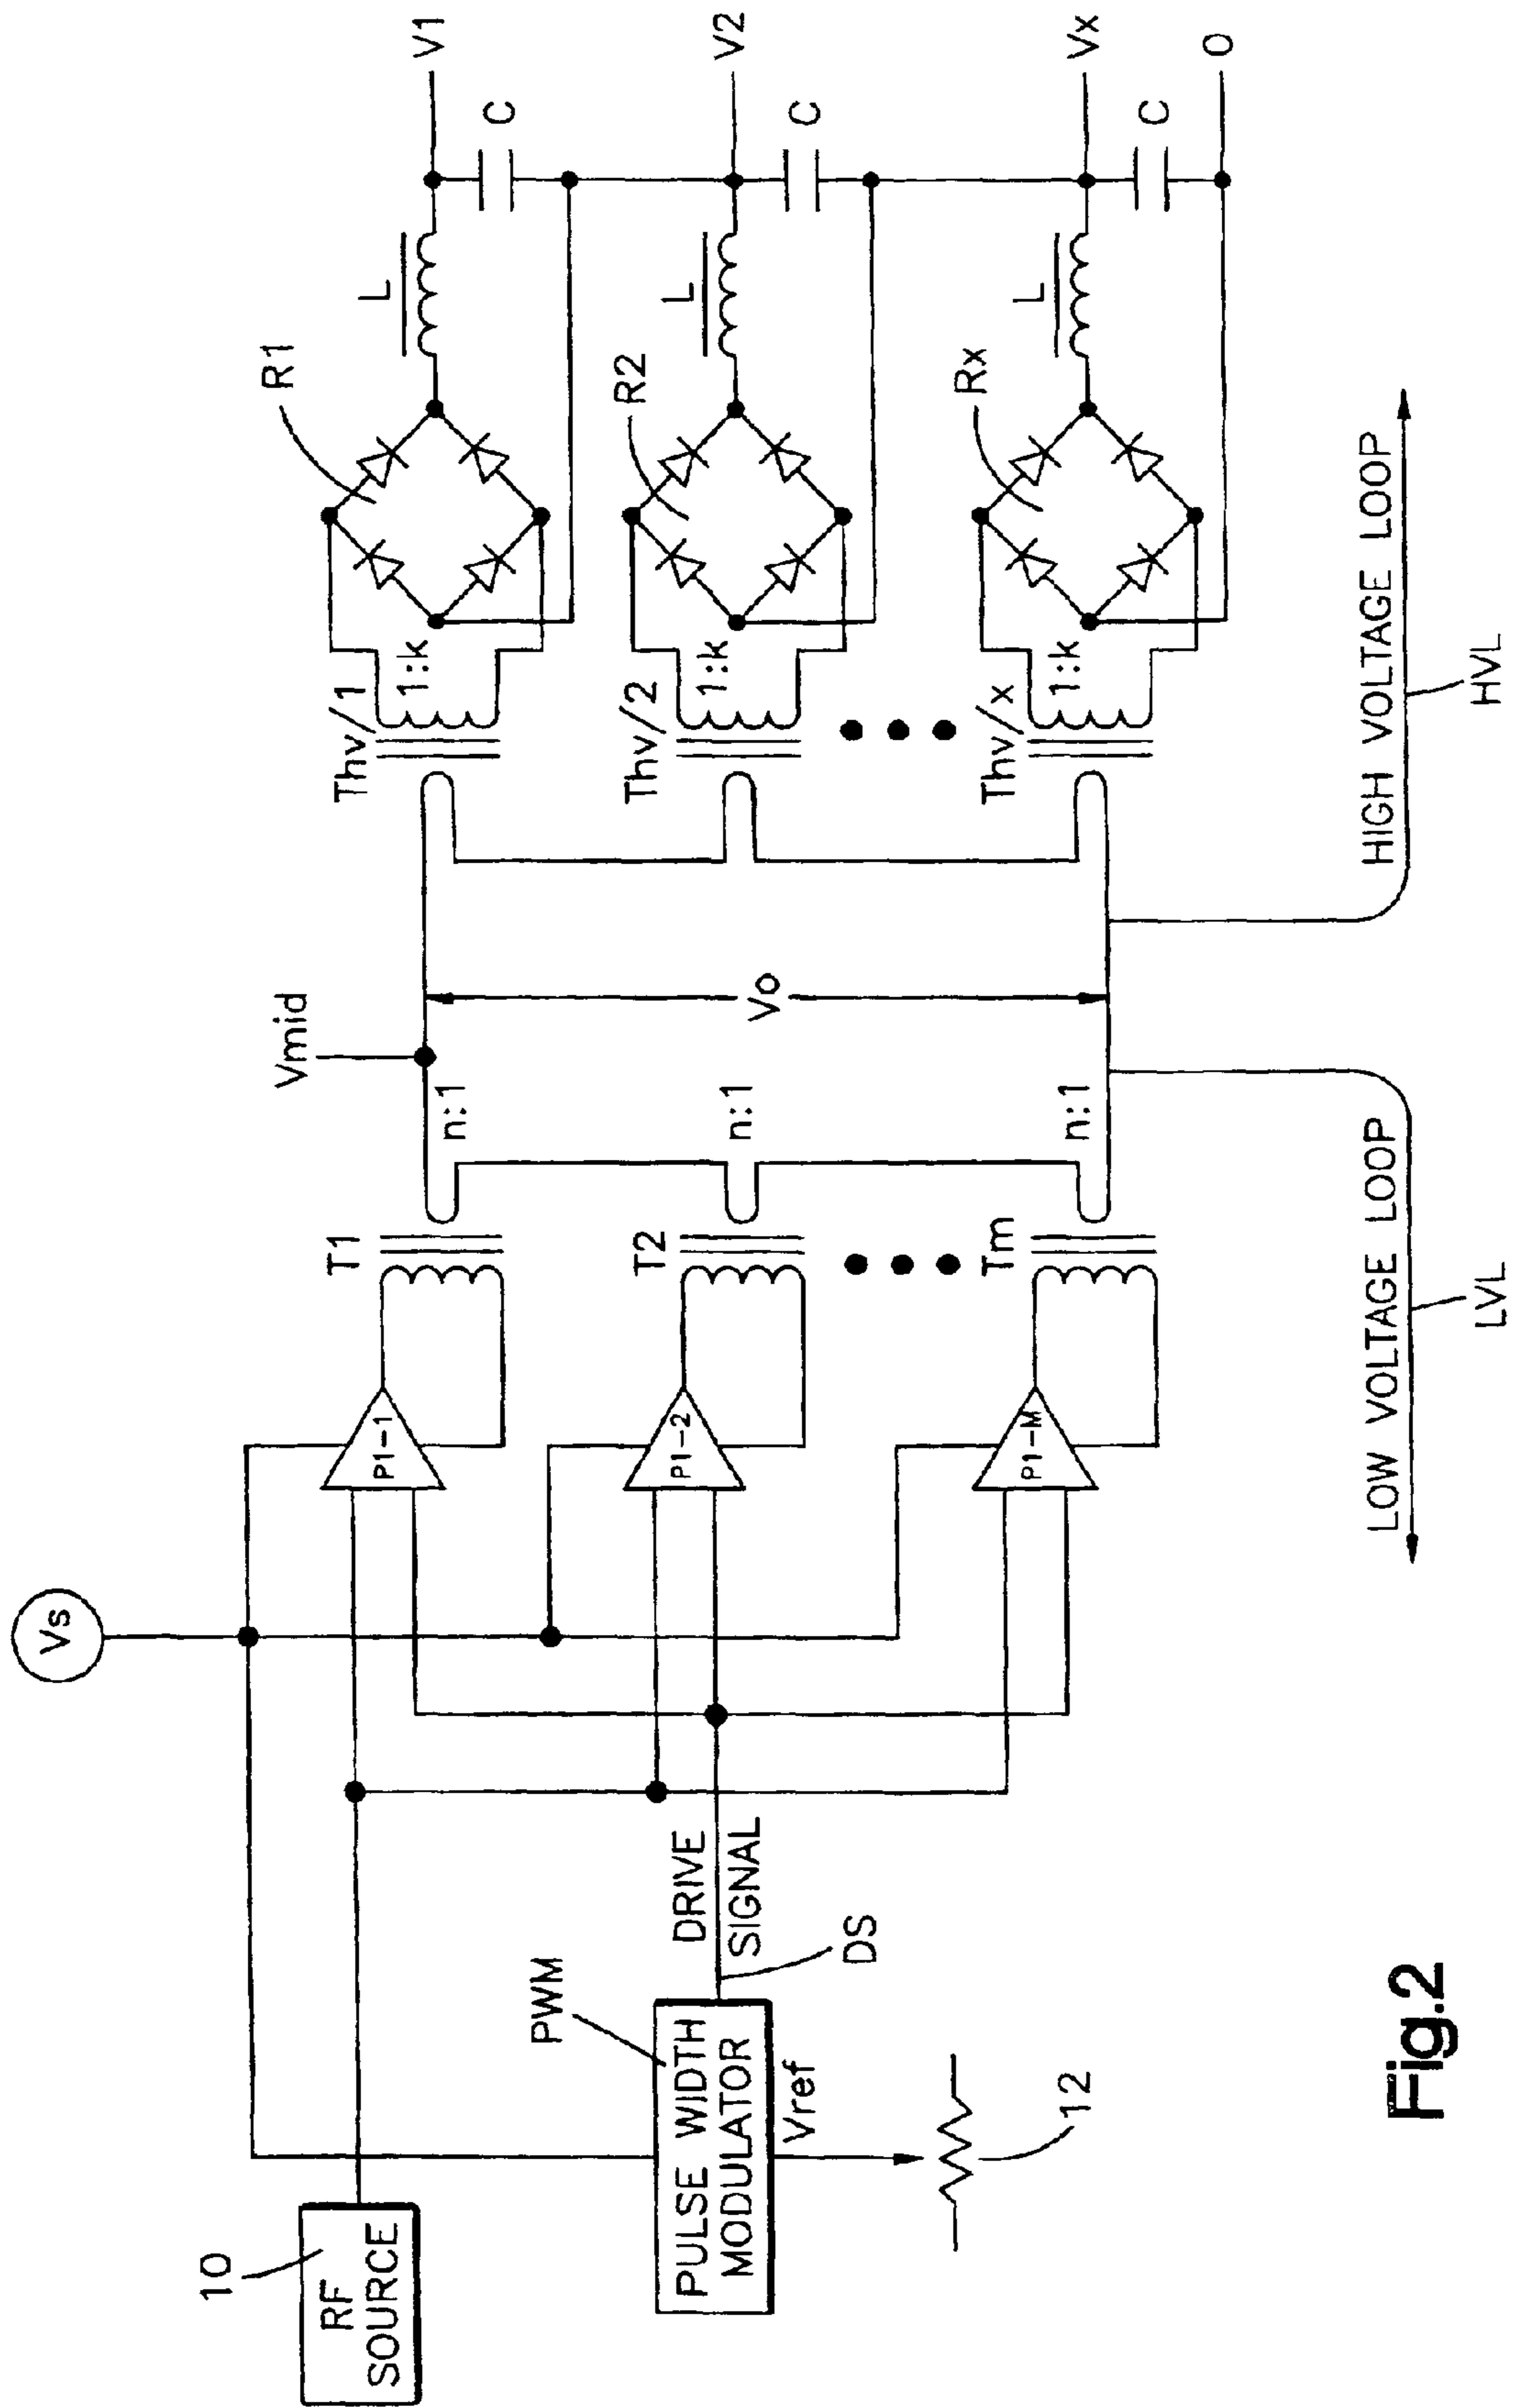 Vs
10
RF
SOURCE
PWM
PULSE WIDTH
MODULATOR
Vref
12
DRIVE
SIGNAL
DS
P1-1
P1-2
P1-M
T1
T2
Tm
n:1
n:1
n:1
Vmid
Vo
Thv/1
1:k
Thv/2
1:k
Thv/x
1:k
R1
R2
Rx
L
L
L
C
C
C
V1
V2
Vx
0
LOW VOLTAGE LOOP
LVL
HIGH VOLTAGE LOOP
HVL
Fig.2